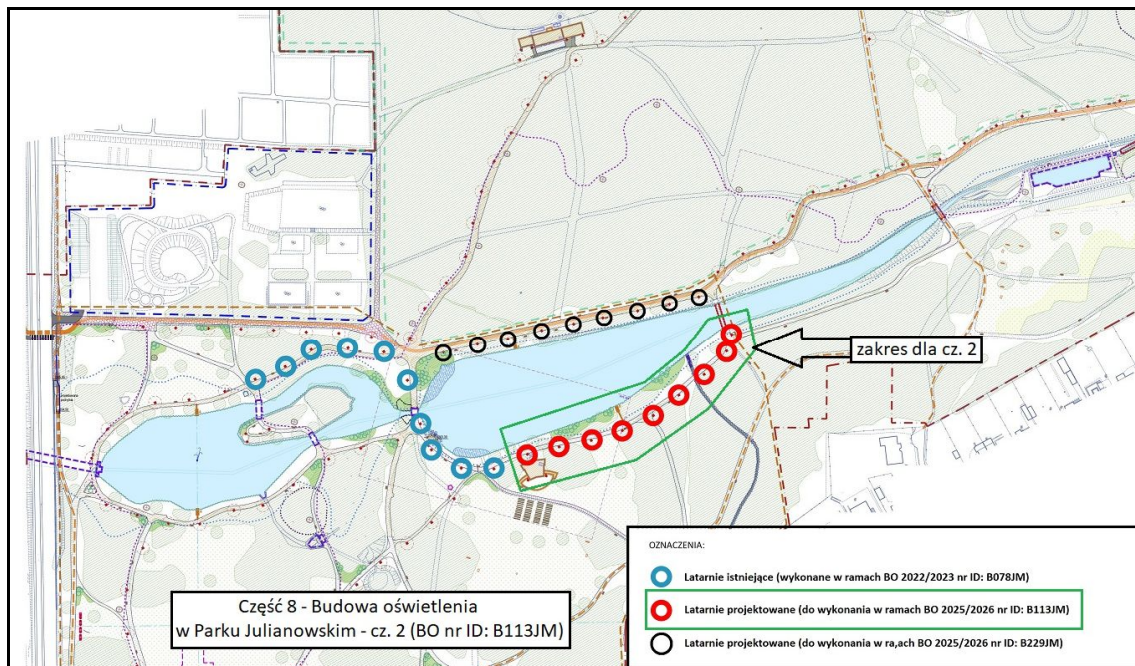 zakres dla cz. 2
OZNACZENIA:
Latarnie istniejące (wykonane w ramach BO 2022/2023 nr ID: B078JM)
Część 8 - Budowa oświetlenia
w Parku Julianowskim - cz. 2 (BO nr ID: B113JM)
Latarnie projektowane (do wykonania w ramach BO 2025/2026 nr ID: B113JM)
Latarnie projektowane (do wykonania w ra,ach BO 2025/2026 nr ID: B229JM)